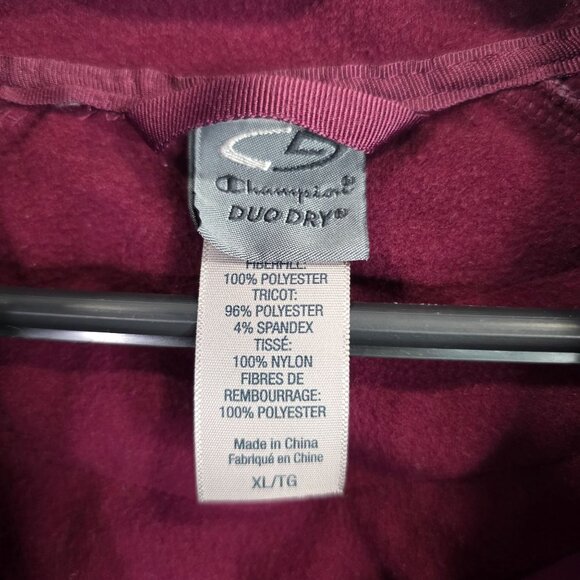 Champion®
DUO DRY®
FIBERFILL:
100% POLYESTER
TRICOT:
96% POLYESTER
4% SPANDEX
TISSÉ:
100% NYLON
FIBRES DE
REMBOURRAGE:
100% POLYESTER
Made in China
Fabriqué en Chine
XL/TG